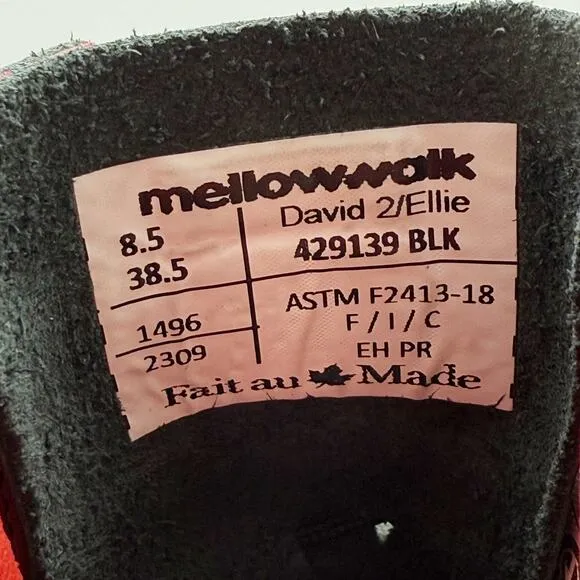 mellowwalk
8.5
38.5
David 2/Ellie
429139 BLK
1496
2309
ASTM F2413-18
F / I / C
EH PR
Fait au Made